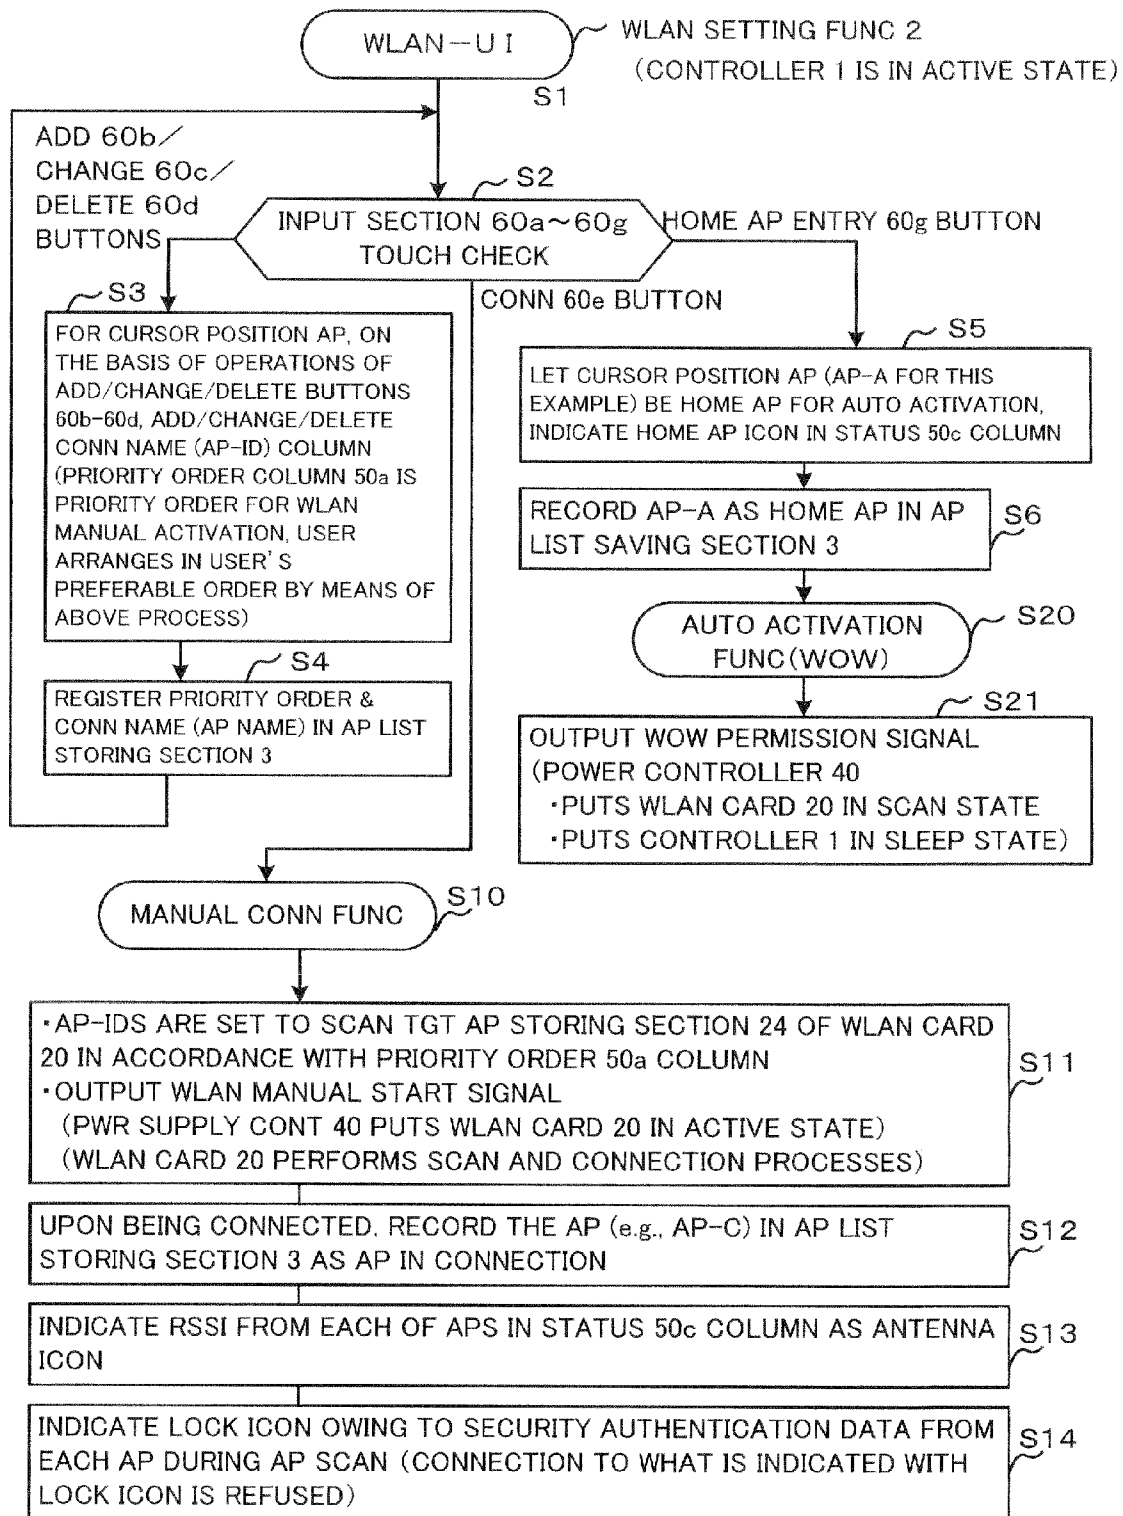 WLAN-UI
WLAN SETTING FUNC 2
(CONTROLLER 1 IS IN ACTIVE STATE)
S1
ADD 60b/
CHANGE 60c/
DELETE 60d
BUTTONS
S2
INPUT SECTION 60a~60g
TOUCH CHECK
HOME AP ENTRY 60g BUTTON
CONN 60e BUTTON
S3
FOR CURSOR POSITION AP, ON
THE BASIS OF OPERATIONS OF
ADD/CHANGE/DELETE BUTTONS
60b-60d, ADD/CHANGE/DELETE
CONN NAME (AP-ID) COLUMN
(PRIORITY ORDER COLUMN 50a IS
PRIORITY ORDER FOR WLAN
MANUAL ACTIVATION, USER
ARRANGES IN USER'S
PREFERABLE ORDER BY MEANS OF
ABOVE PROCESS)
S4
REGISTER PRIORITY ORDER &
CONN NAME (AP NAME) IN AP LIST
STORING SECTION 3
S5
LET CURSOR POSITION AP (AP-A FOR THIS
EXAMPLE) BE HOME AP FOR AUTO ACTIVATION,
INDICATE HOME AP ICON IN STATUS 50c COLUMN
RECORD AP-A AS HOME AP IN AP
LIST SAVING SECTION 3
S6
AUTO ACTIVATION
FUNC(WOW)
S20
S21
OUTPUT WOW PERMISSION SIGNAL
(POWER CONTROLLER 40
・PUTS WLAN CARD 20 IN SCAN STATE
・PUTS CONTROLLER 1 IN SLEEP STATE)
MANUAL CONN FUNC
S10
・AP-IDS ARE SET TO SCAN TGT AP STORING SECTION 24 OF WLAN CARD
20 IN ACCORDANCE WITH PRIORITY ORDER 50a COLUMN
・OUTPUT WLAN MANUAL START SIGNAL
(PWR SUPPLY CONT 40 PUTS WLAN CARD 20 IN ACTIVE STATE)
(WLAN CARD 20 PERFORMS SCAN AND CONNECTION PROCESSES)
S11
UPON BEING CONNECTED, RECORD THE AP (e.g., AP-C) IN AP LIST
STORING SECTION 3 AS AP IN CONNECTION
S12
INDICATE RSSI FROM EACH OF APS IN STATUS 50c COLUMN AS ANTENNA
ICON
S13
INDICATE LOCK ICON OWING TO SECURITY AUTHENTICATION DATA FROM
EACH AP DURING AP SCAN (CONNECTION TO WHAT IS INDICATED WITH
LOCK ICON IS REFUSED)
S14